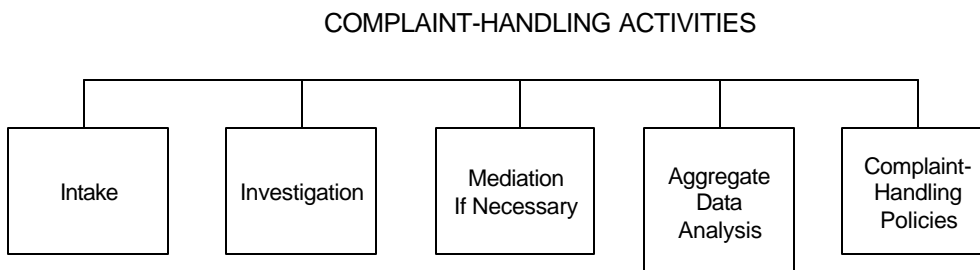 COMPLAINT-HANDLING ACTIVITIES
Intake
Investigation
Mediation
If Necessary
Aggregate
Data
Analysis
Complaint-
Handling
Policies